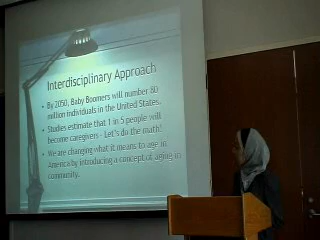 Interdisciplinary Approach
• By 2050, Baby Boomers will number 80
million individuals in the United States.
• Studies estimate that 1 in 5 people will
become caregivers - Let's do the math!
• We are changing what it means to age in
America by introducing a concept of aging in
community.